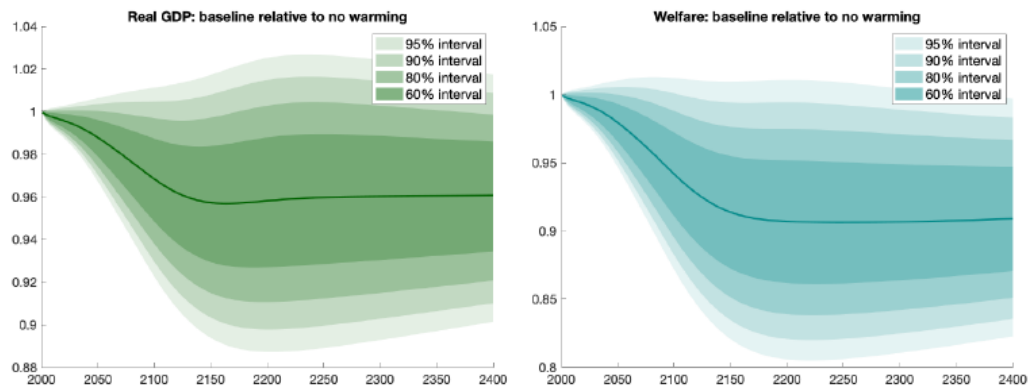 Real GDP: baseline relative to no warming
1.04
1.02
1
0.98
0.96
0.94
0.92
0.9
0.88
2000 2050 2100 2150 2200 2250 2300 2350 2400
95% interval
90% interval
80% interval
60% interval
Welfare: baseline relative to no warming
1.05
1
0.95
0.9
0.85
0.8
2000 2050 2100 2150 2200 2250 2300 2350 2400
95% interval
90% interval
80% interval
60% interval